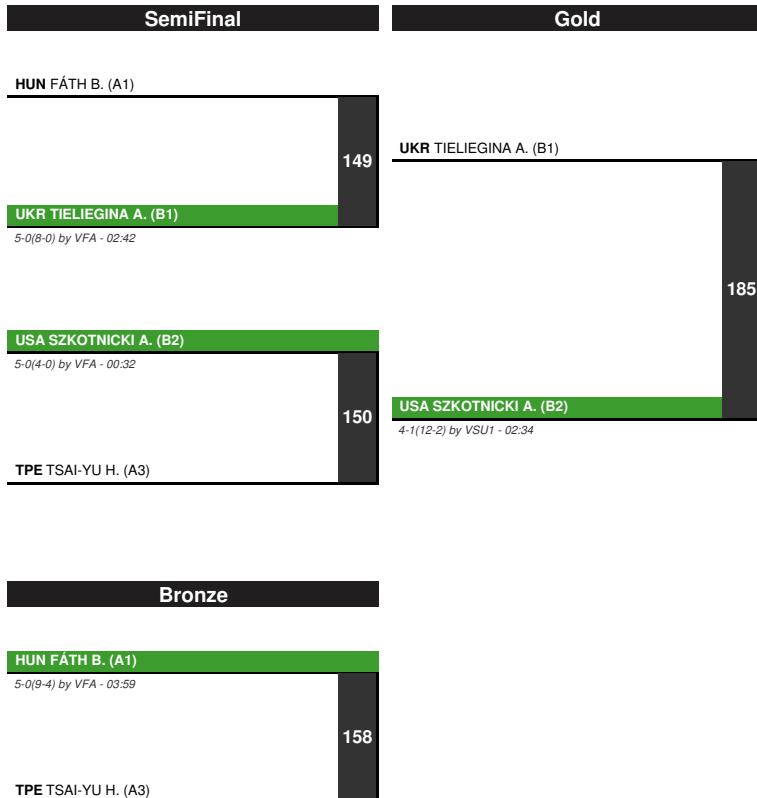 SemiFinal
HUN FÁTH B. (A1)
149
UKR TIELIEGINA A. (B1)
5-0(8-0) by VFA - 02:42
USA SZKOTNICKI A. (B2)
5-0(4-0) by VFA - 00:32
150
TPE TSAI-YU H. (A3)
Gold
UKR TIELIEGINA A. (B1)
185
USA SZKOTNICKI A. (B2)
4-1(12-2) by VSU1 - 02:34
Bronze
HUN FÁTH B. (A1)
5-0(9-4) by VFA - 03:59
158
TPE TSAI-YU H. (A3)